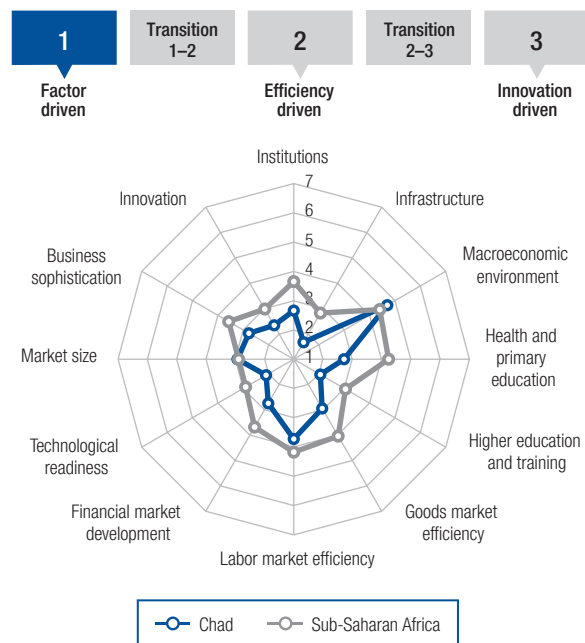 1
Transition
1–2
2
Transition
2–3
3
Factor
driven
Efficiency
driven
Innovation
driven
Institutions
Infrastructure
Macroeconomic
environment
Health and
primary
education
Higher education
and training
Goods market
efficiency
Labor market efficiency
Financial market
development
Technological
readiness
Market size
Business
sophistication
Innovation
7
6
5
4
3
2
1
Chad
Sub-Saharan Africa